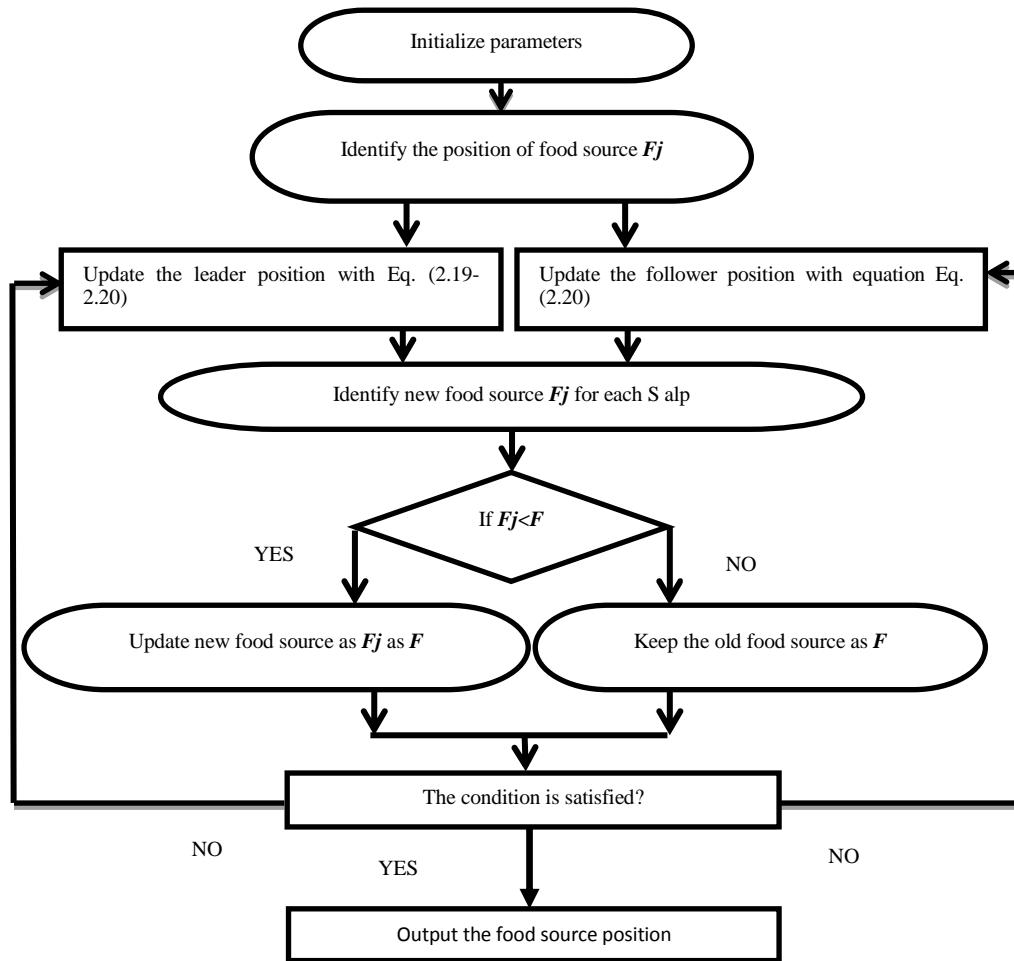 Initialize parameters
Identify the position of food source Fj
Update the leader position with Eq. (2.19-
2.20)
Update the follower position with equation Eq.
(2.20)
Identify new food source Fj for each S alp
If Fj<F
YES
NO
Update new food source as Fj as F
Keep the old food source as F
The condition is satisfied?
NO
YES
NO
Output the food source position